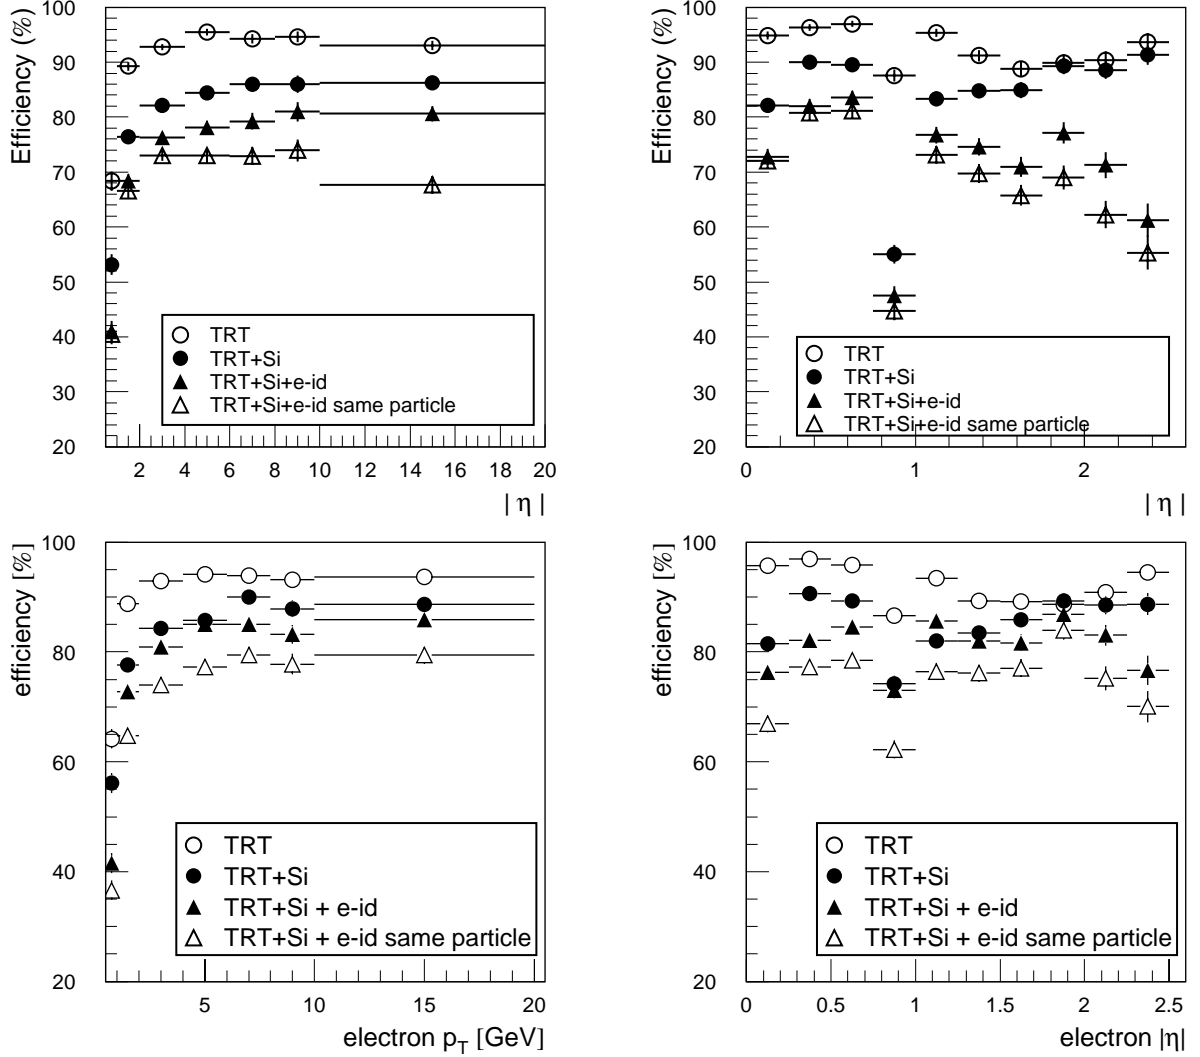 Efficiency (%)
100
90
80
70
60
50
40
30
20
TRT
TRT+Si
TRT+Si+e-id
TRT+Si+e-id same particle
2 4 6 8 10 12 14 16 18 20
| η |
Efficiency (%)
100
90
80
70
60
50
40
30
20
TRT
TRT+Si
TRT+Si+e-id
TRT+Si+e-id same particle
0 1 2
| η |
efficiency [%]
100
80
60
40
20
TRT
TRT+Si
TRT+Si + e-id
TRT+Si + e-id same particle
5 10 15 20
electron p_T [GeV]
efficiency [%]
100
80
60
40
20
TRT
TRT+Si
TRT+Si + e-id
TRT+Si + e-id same particle
0 0.5 1 1.5 2 2.5
electron |η|